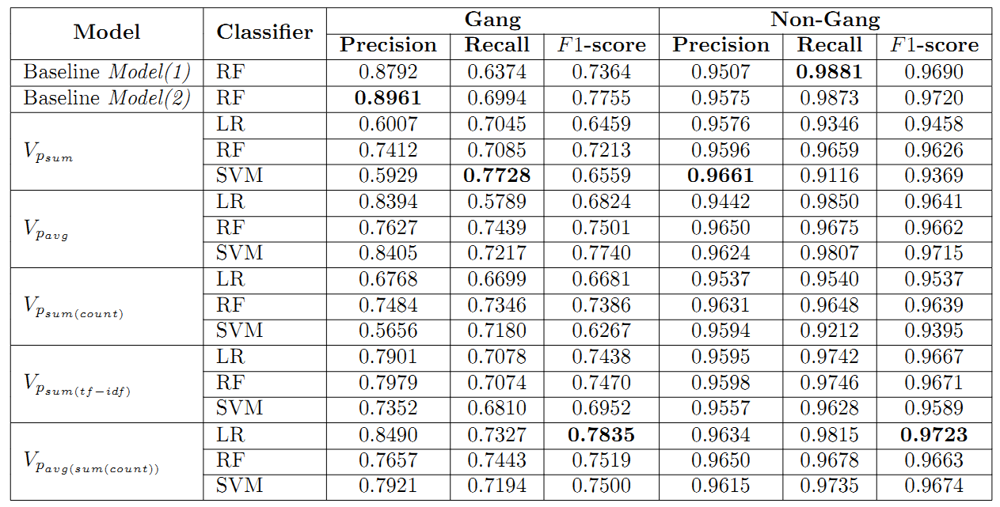 Model Classifier Gang Non-Gang
Precision Recall F1-score Precision Recall F1-score
Baseline Model(1) RF 0.8792 0.6374 0.7364 0.9507 0.9881 0.9690
Baseline Model(2) RF 0.8961 0.6994 0.7755 0.9575 0.9873 0.9720
V_{p_{sum}} LR 0.6007 0.7045 0.6459 0.9576 0.9346 0.9458
RF 0.7412 0.7085 0.7213 0.9596 0.9659 0.9626
SVM 0.5929 0.7728 0.6559 0.9661 0.9116 0.9369
V_{p_{avg}} LR 0.8394 0.5789 0.6824 0.9442 0.9850 0.9641
RF 0.7627 0.7439 0.7501 0.9650 0.9675 0.9662
SVM 0.8405 0.7217 0.7740 0.9624 0.9807 0.9715
V_{p_{sum(count)}} LR 0.6768 0.6699 0.6681 0.9537 0.9540 0.9537
RF 0.7484 0.7346 0.7386 0.9631 0.9648 0.9639
SVM 0.5656 0.7180 0.6267 0.9594 0.9212 0.9395
V_{p_{sum(tf-idf)}} LR 0.7901 0.7078 0.7438 0.9595 0.9742 0.9667
RF 0.7979 0.7074 0.7470 0.9598 0.9746 0.9671
SVM 0.7352 0.6810 0.6952 0.9557 0.9628 0.9589
V_{p_{avg(sum(count))}} LR 0.8490 0.7327 0.7835 0.9634 0.9815 0.9723
RF 0.7657 0.7443 0.7519 0.9650 0.9678 0.9663
SVM 0.7921 0.7194 0.7500 0.9615 0.9735 0.9674